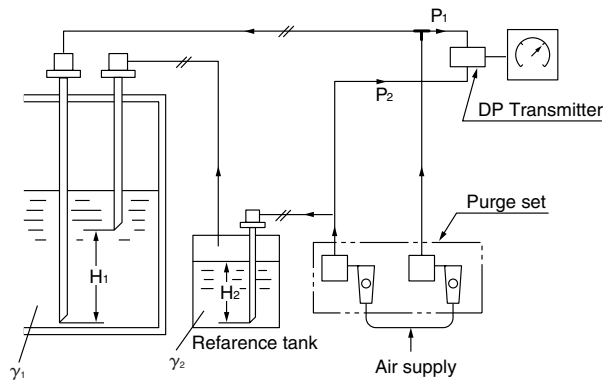 P₁
P₂
DP Transmitter
Purge set
H₁
H₂
γ₁
γ₂
Refarence tank
Air supply